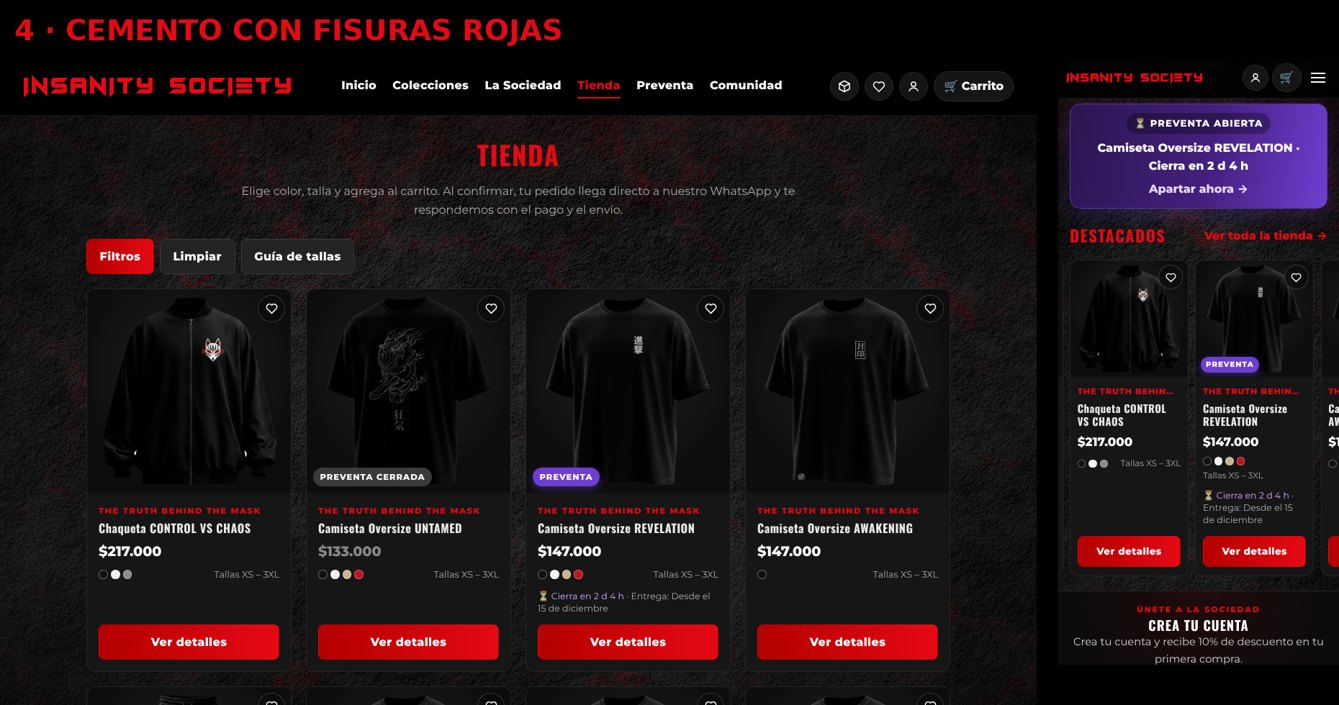 4 · CEMENTO CON FISURAS ROJAS
INSANITY SOCIETY
Inicio Colecciones La Sociedad Tienda Preventa Comunidad
Carrito
TIENDA
Elige color, talla y agrega al carrito. Al confirmar, tu pedido llega directo a nuestro WhatsApp y te
respondemos con el pago y el envío.
Filtros Limpiar Guía de tallas
狂気
PREVENTA CERRADA
進撃
PREVENTA
封印
THE TRUTH BEHIND THE MASK
Chaqueta CONTROL VS CHAOS
$217.000
Tallas XS – 3XL
Ver detalles
THE TRUTH BEHIND THE MASK
Camiseta Oversize UNTAMED
$133.000
Tallas XS – 3XL
Ver detalles
THE TRUTH BEHIND THE MASK
Camiseta Oversize REVELATION
$147.000
Tallas XS – 3XL
⏳ Cierra en 2 d 4 h · Entrega: Desde el
15 de diciembre
Ver detalles
THE TRUTH BEHIND THE MASK
Camiseta Oversize AWAKENING
$147.000
Tallas XS – 3XL
Ver detalles
INSANITY SOCIETY
⏳ PREVENTA ABIERTA
Camiseta Oversize REVELATION ·
Cierra en 2 d 4 h
Apartar ahora →
DESTACADOS
Ver toda la tienda →
THE TRUTH BEHIN…
Chaqueta CONTROL
VS CHAOS
$217.000
Tallas XS – 3XL
Ver detalles
進撃
PREVENTA
THE TRUTH BEHIN…
Camiseta Oversize
REVELATION
$147.000
Tallas XS – 3XL
⏳ Cierra en 2 d 4 h ·
Entrega: Desde el 15
de diciembre
Ver detalles
ÚNETE A LA SOCIEDAD
CREA TU CUENTA
Crea tu cuenta y recibe 10% de descuento en tu
primera compra.